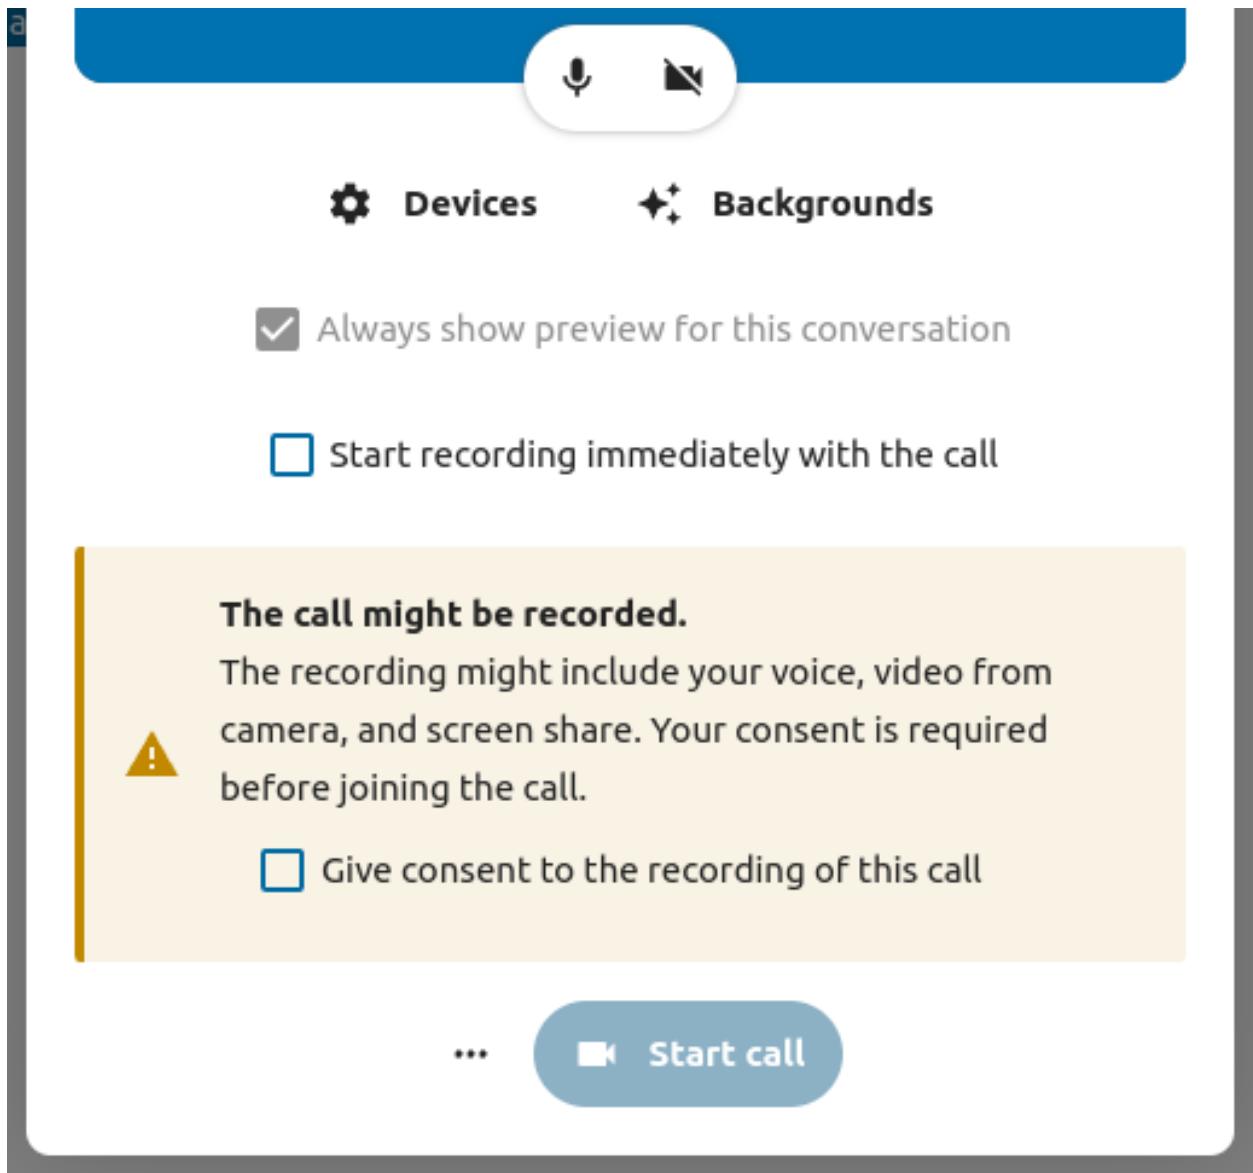 a
Devices
Backgrounds
Always show preview for this conversation
Start recording immediately with the call
The call might be recorded.
The recording might include your voice, video from
camera, and screen share. Your consent is required
before joining the call.
Give consent to the recording of this call
Start call